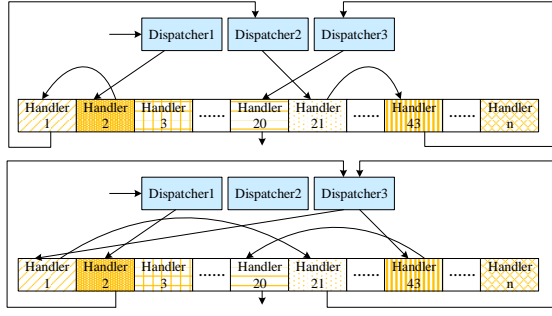 Dispatcher1 Dispatcher2 Dispatcher3
Handler Handler Handler Handler Handler Handler Handler
1 2 3 ...... 20 21 ...... 43 ...... n
Dispatcher1 Dispatcher2 Dispatcher3
Handler Handler Handler Handler Handler Handler Handler
1 2 3 ...... 20 21 ...... 43 ...... n